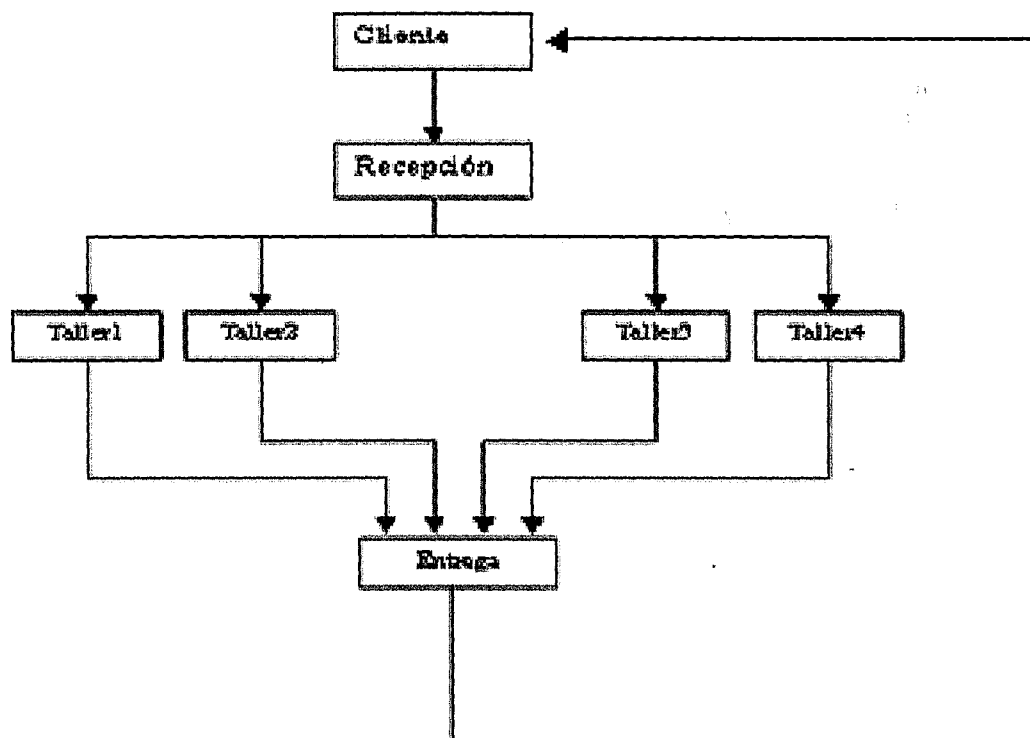 Cliente
Recepción
Taller1
Taller2
Taller3
Taller4
Entrega